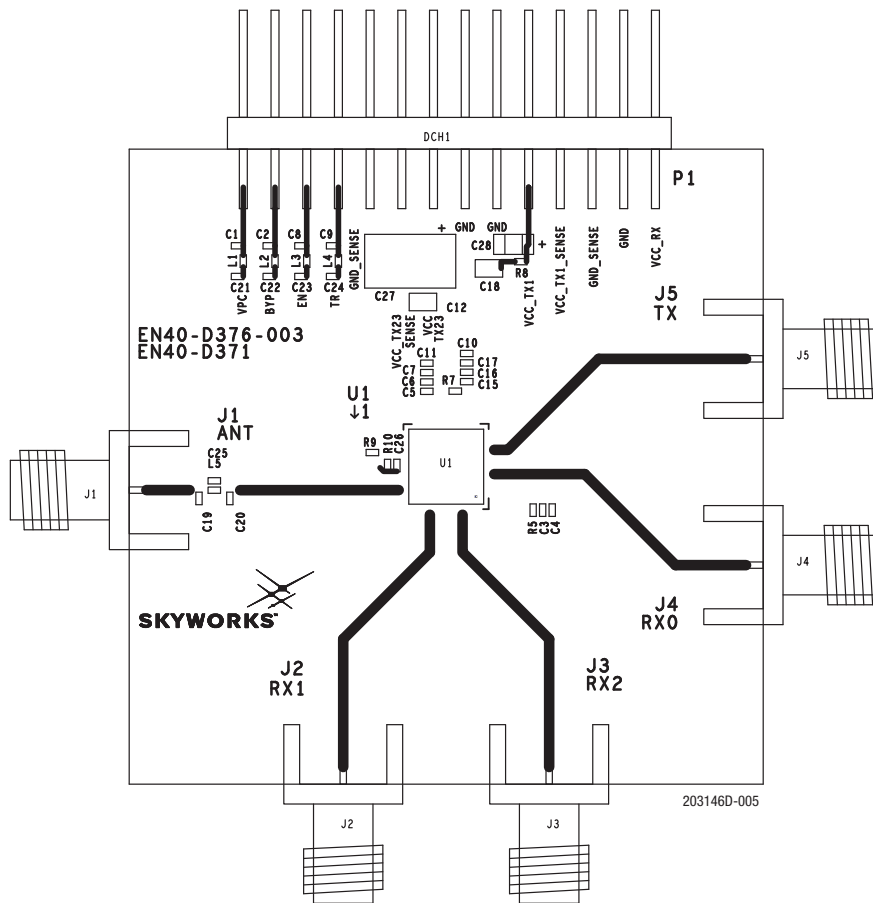 DCH1
P1
+ GND GND
C1 C2 C8 C9
C28 +
L1 L2 L3 L4
GND_SENSE
R8
C21 C22 C23 C24
C18
C27
C12
VPC BYP EN TR
VCC_TX1
VCC_TX1_SENSE
GND_SENSE
GND
VCC_RX
VCC_TX23
SENSE
VCC
TX23
EN40-D376-003
EN40-D371
J5
TX
J5
C10
C11
C17
C7
C16
C6
C15
C5
R7
U1
↓1
J1
ANT
R9
R10
C26
U1
C25
L5
J1
C19
C20
R5
C3
C4
J4
SKYWORKS
J4
RX0
J2
RX1
J3
RX2
203146D-005
J2
J3